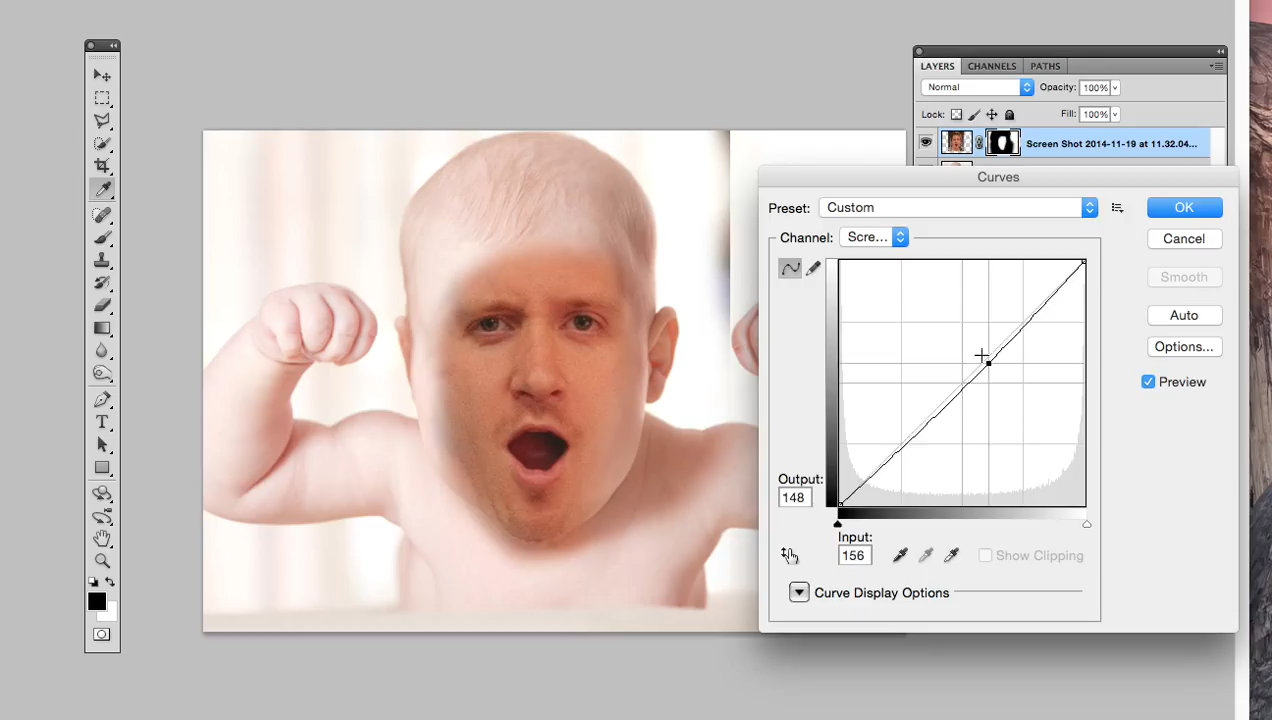 LAYERS CHANNELS PATHS
Normal Opacity: 100%
Lock: Fill: 100%
Screen Shot 2014-11-19 at 11.32.04...
Curves
Preset: Custom OK
Channel: Scre... Cancel
Smooth
Auto
Options...
Preview
Output:
148
Input:
156 Show Clipping
Curve Display Options